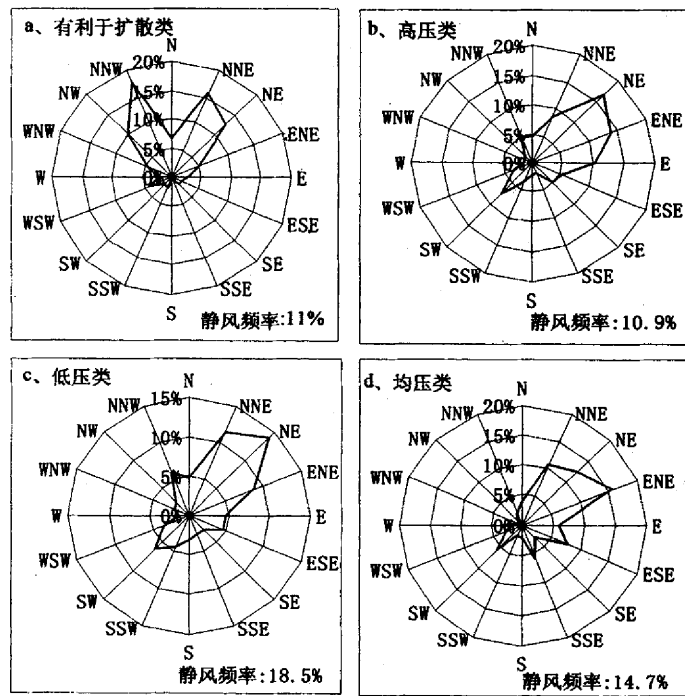 a、有利于扩散类
N
NNW
20%
NNE
NW
15%
NE
10%
WNW
ENE
5%
W
0%
E
WSW
ESE
SW
SE
SSW
SSE
S
静风频率:11%
b、高压类
20%
N
NNW
NNE
15%
NW
NE
10%
WNW
ENE
5%
W
0%
E
WSW
ESE
SW
SE
SSW
SSE
S
静风频率:10.9%
c、低压类
N
15%
NNW
NNE
NW
NE
10%
WNW
ENE
5%
W
0%
E
WSW
ESE
SW
SE
SSW
SSE
S
静风频率:18.5%
d、均压类
N
20%
NNW
NNE
15%
NW
NE
10%
WNW
ENE
5%
W
0%
E
WSW
ESE
SW
SE
SSW
SSE
S
静风频率:14.7%